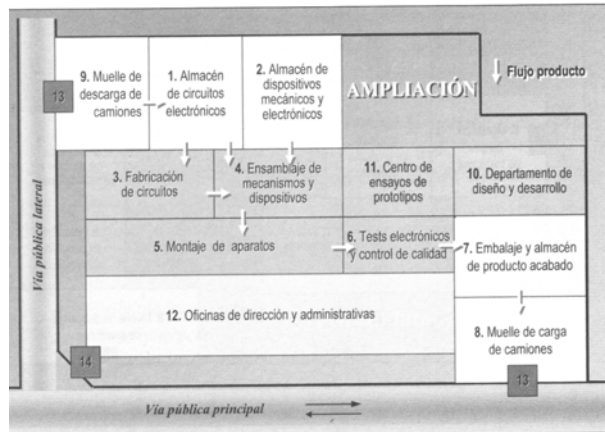 9. Muelle de
descarga de
camiones
1. Almacén
de circuitos
electrónicos
2. Almacén de
dispositivos
mecánicos y
electrónicos
AMPLIACIÓN
Flujo producto
13
3. Fabricación
de circuitos
4. Ensamblaje de
mecanismos y
dispositivos
11. Centro de
ensayos de
prototipos
10. Departamento de
diseño y desarrollo
5. Montaje de aparatos
6. Tests electrónicos
y control de calidad
7. Embalaje y almacén
de producto acabado
12. Oficinas de dirección y administrativas
8. Muelle de carga
de camiones
Vía pública lateral
14
13
Vía pública principal